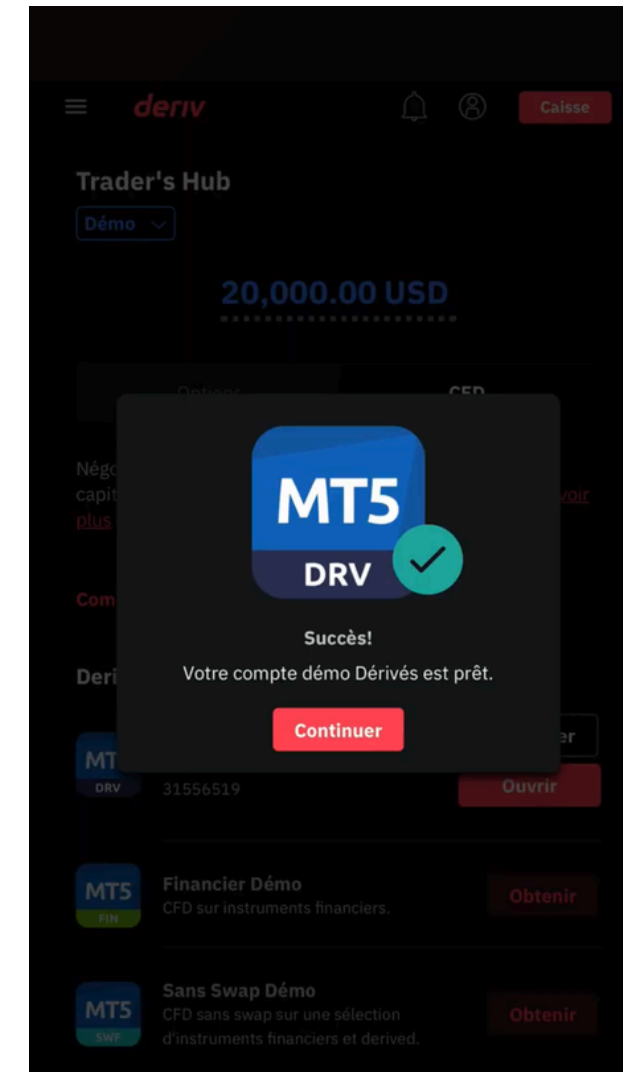 deriv
Caisse
Trader's Hub
Démo
20,000.00 USD
Options
CFD
Négo
capit
voir
plus
MT5
DRV
Com
Succès!
Votre compte démo Dérivés est prêt.
Deri
Continuer
er
MT
DRV
31556519
Ouvrir
MT5
FIN
Financier Démo
CFD sur instruments financiers.
Obtenir
MT5
SWF
Sans Swap Démo
CFD sans swap sur une sélection
d'instruments financiers et derived.
Obtenir